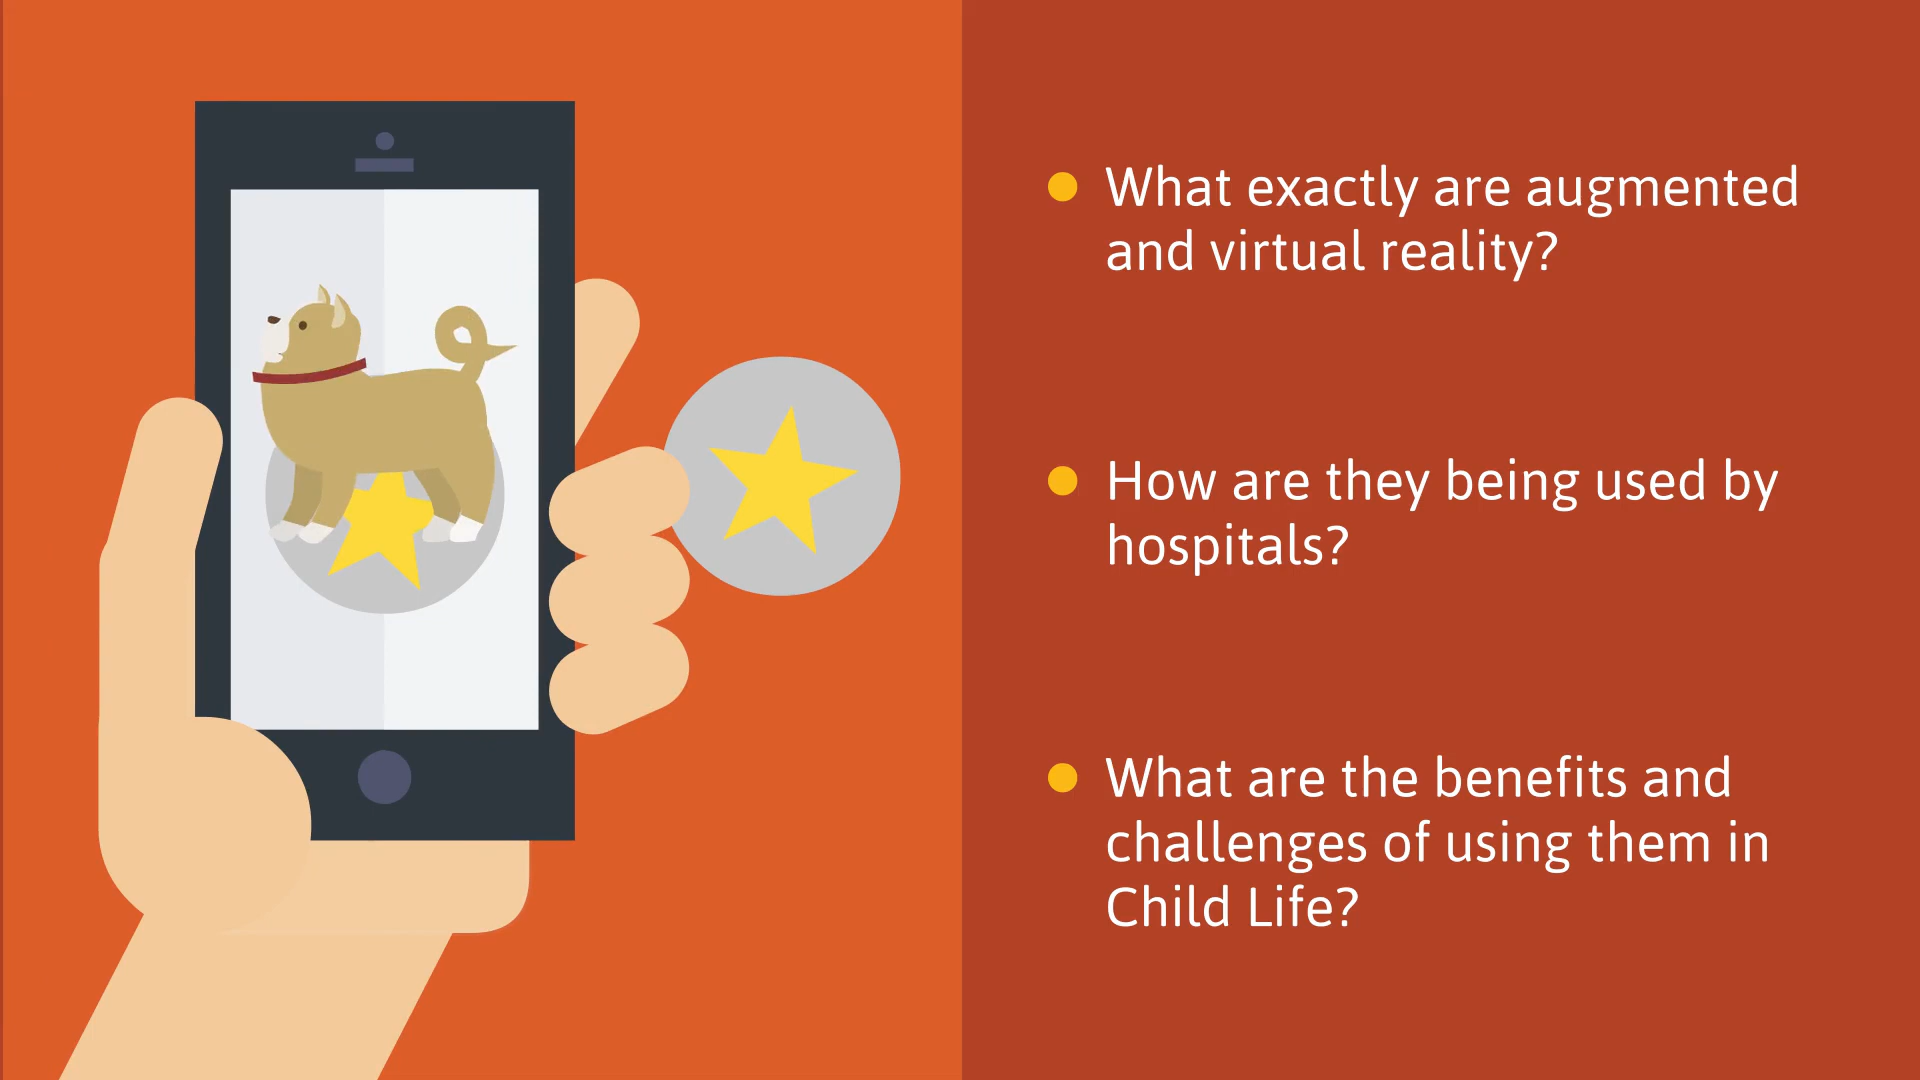 What exactly are augmented
and virtual reality?
How are they being used by
hospitals?
What are the benefits and
challenges of using them in
Child Life?